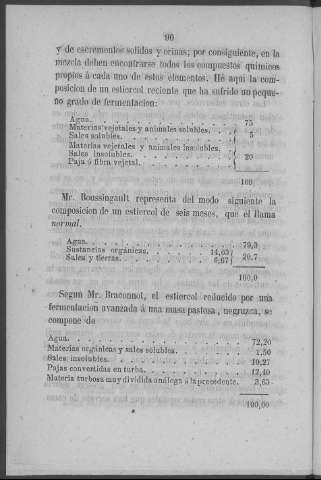 90
y de escrementos solidos y orinas; por consiguiente, en la
mezcla deben encontrarse todos los compuestos quimicos
propios à cada uno de estos elementos. Hé aquí la com-
posicion de un estiercol reciente que ha sufrido un peque-
ño grado de fermentacion:
Agua. . . . . . . . . . . . . . 75
Materias vejetales y animales solubles. . . }
Sales solubles. . . . . . . . . . . } 5
Materias vejetales y animales insolubles. . }
Sales insolubles. . . . . . . . . . } 20
Paja ó fibra vejetal. . . . . . . . . }
100
Mr. Boussingault representa del modo siguiente la
composicion de un estiercol de seis meses, que él llama
normal.
Agua. . . . . . . . . . . . . . 79,3
Sustancias orgánicas. . . . . . 14,03 }
Sales y tierras. . . . . . . . 6,67 } 20,7
100,0
Segun Mr. Braconnot, el estiercol reducido por una
fermentacion avanzada à una masa pastosa, negruzca, se
compone de
Agua. . . . . . . . . . . . . . 72,20
Materias orgánicas y sales solubles. . . . . 1,50
Sales insolubles. . . . . . . . . . 10,27
Pajas convertidas en turba. . . . . . . 12,40
Materia turbosa muy dividida análoga à la precedente. 3,63
100,00